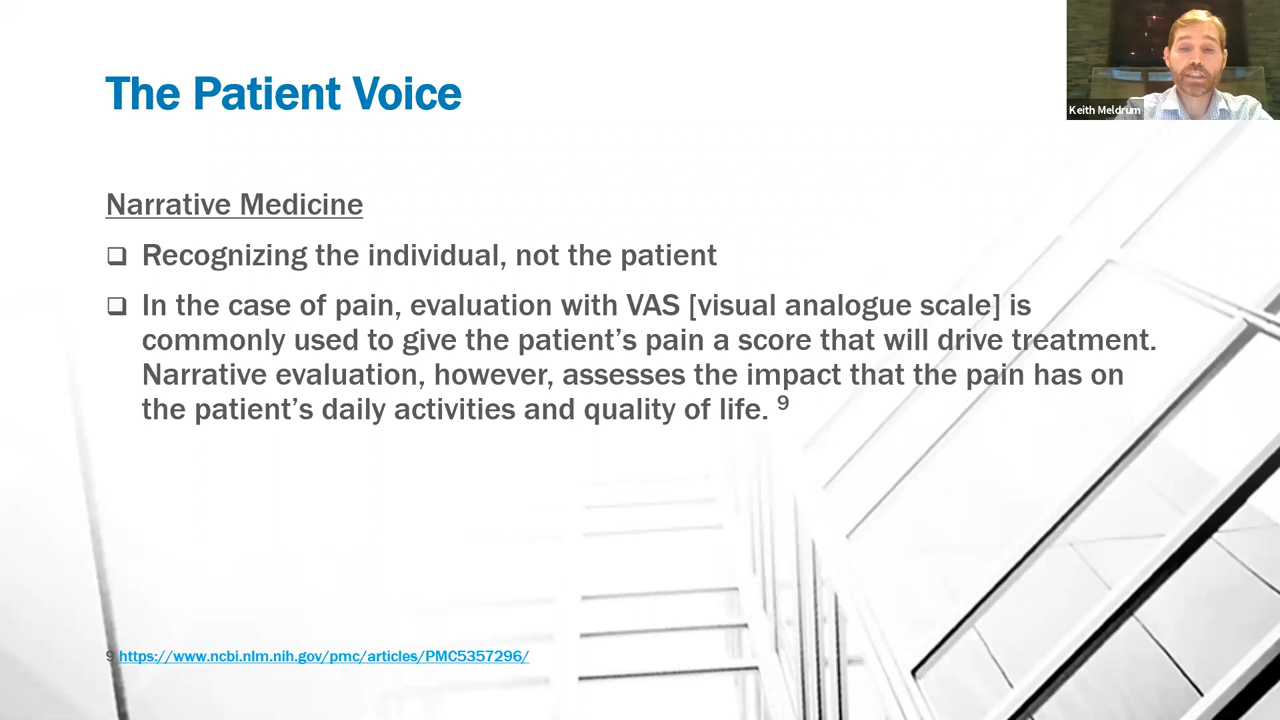 The Patient Voice
Keith Meldrum
Narrative Medicine
❑ Recognizing the individual, not the patient
❑ In the case of pain, evaluation with VAS [visual analogue scale] is
commonly used to give the patient’s pain a score that will drive treatment.
Narrative evaluation, however, assesses the impact that the pain has on
the patient’s daily activities and quality of life. 9
9 https://www.ncbi.nlm.nih.gov/pmc/articles/PMC5357296/